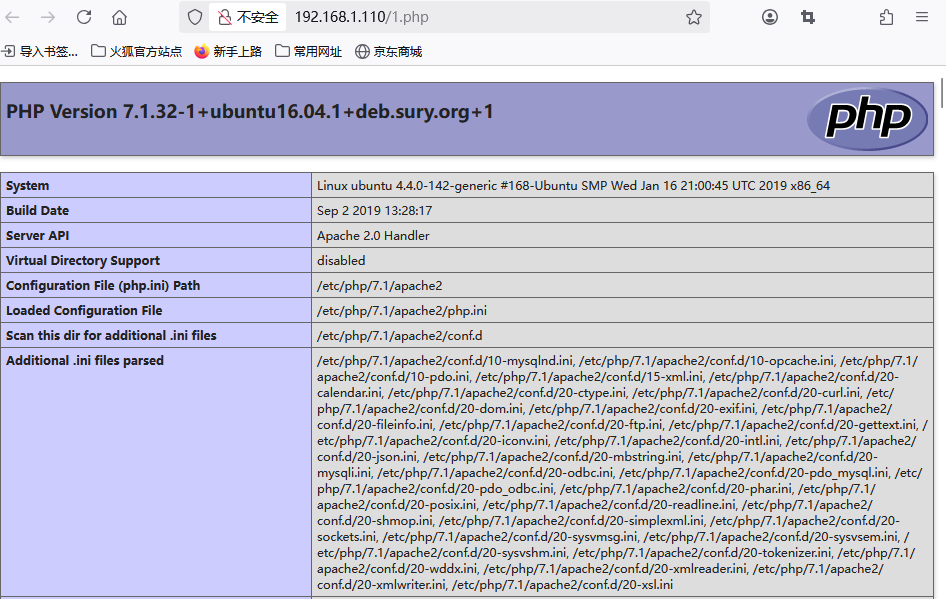 不安全 192.168.1.110/1.php
导入书签... 火狐官方站点 新手上路 常用网址 京东商城
PHP Version 7.1.32-1+ubuntu16.04.1+deb.sury.org+1
php
System Linux ubuntu 4.4.0-142-generic #168-Ubuntu SMP Wed Jan 16 21:00:45 UTC 2019 x86_64
Build Date Sep 2 2019 13:28:17
Server API Apache 2.0 Handler
Virtual Directory Support disabled
Configuration File (php.ini) Path /etc/php/7.1/apache2
Loaded Configuration File /etc/php/7.1/apache2/php.ini
Scan this dir for additional .ini files /etc/php/7.1/apache2/conf.d
Additional .ini files parsed /etc/php/7.1/apache2/conf.d/10-mysqlnd.ini, /etc/php/7.1/apache2/conf.d/10-opcache.ini, /etc/php/7.1/
apache2/conf.d/10-pdo.ini, /etc/php/7.1/apache2/conf.d/15-xml.ini, /etc/php/7.1/apache2/conf.d/20-
calendar.ini, /etc/php/7.1/apache2/conf.d/20-ctype.ini, /etc/php/7.1/apache2/conf.d/20-curl.ini, /etc/
php/7.1/apache2/conf.d/20-dom.ini, /etc/php/7.1/apache2/conf.d/20-exif.ini, /etc/php/7.1/apache2/
conf.d/20-fileinfo.ini, /etc/php/7.1/apache2/conf.d/20-ftp.ini, /etc/php/7.1/apache2/conf.d/20-gettext.ini, /
etc/php/7.1/apache2/conf.d/20-iconv.ini, /etc/php/7.1/apache2/conf.d/20-intl.ini, /etc/php/7.1/apache2/
conf.d/20-json.ini, /etc/php/7.1/apache2/conf.d/20-mbstring.ini, /etc/php/7.1/apache2/conf.d/20-
mysqli.ini, /etc/php/7.1/apache2/conf.d/20-odbc.ini, /etc/php/7.1/apache2/conf.d/20-pdo_mysql.ini, /etc/
php/7.1/apache2/conf.d/20-pdo_odbc.ini, /etc/php/7.1/apache2/conf.d/20-phar.ini, /etc/php/7.1/
apache2/conf.d/20-posix.ini, /etc/php/7.1/apache2/conf.d/20-readline.ini, /etc/php/7.1/apache2/
conf.d/20-shmop.ini, /etc/php/7.1/apache2/conf.d/20-simplexml.ini, /etc/php/7.1/apache2/conf.d/20-
sockets.ini, /etc/php/7.1/apache2/conf.d/20-sysvmsg.ini, /etc/php/7.1/apache2/conf.d/20-sysvsem.ini, /
etc/php/7.1/apache2/conf.d/20-sysvshm.ini, /etc/php/7.1/apache2/conf.d/20-tokenizer.ini, /etc/php/7.1/
apache2/conf.d/20-wddx.ini, /etc/php/7.1/apache2/conf.d/20-xmlreader.ini, /etc/php/7.1/apache2/
conf.d/20-xmlwriter.ini, /etc/php/7.1/apache2/conf.d/20-xsl.ini